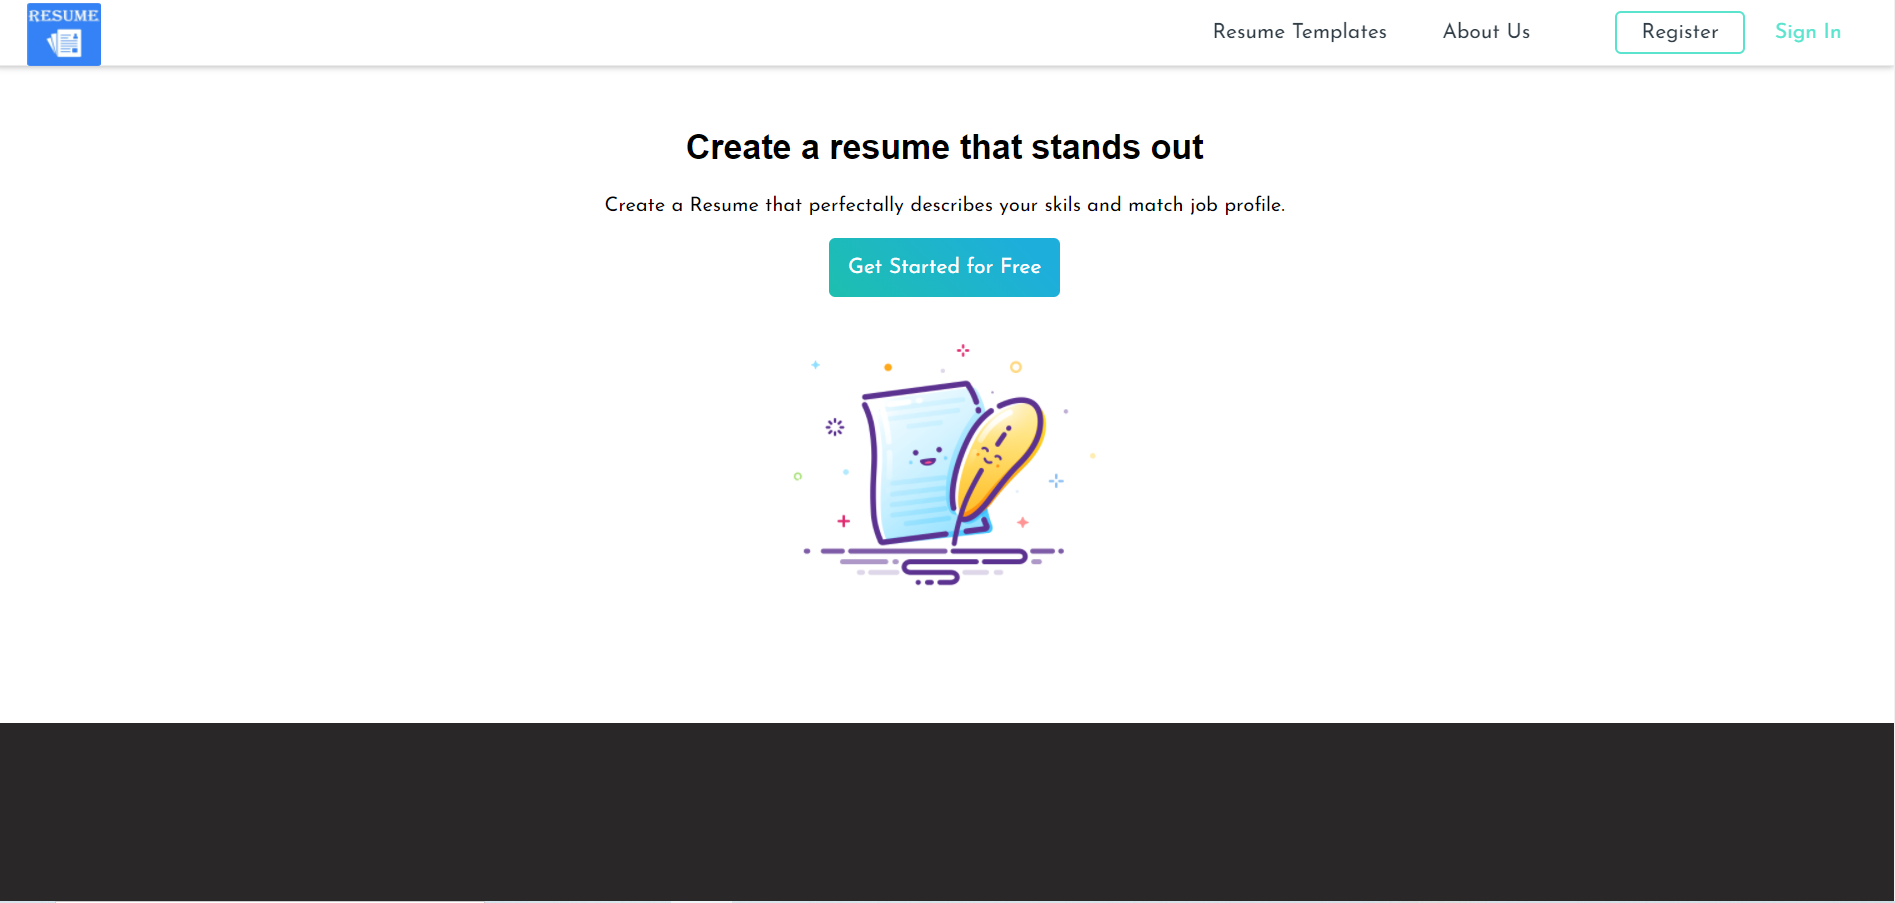 RESUME
Resume Templates About Us Register Sign In
Create a resume that stands out
Create a Resume that perfectally describes your skils and match job profile.
Get Started for Free